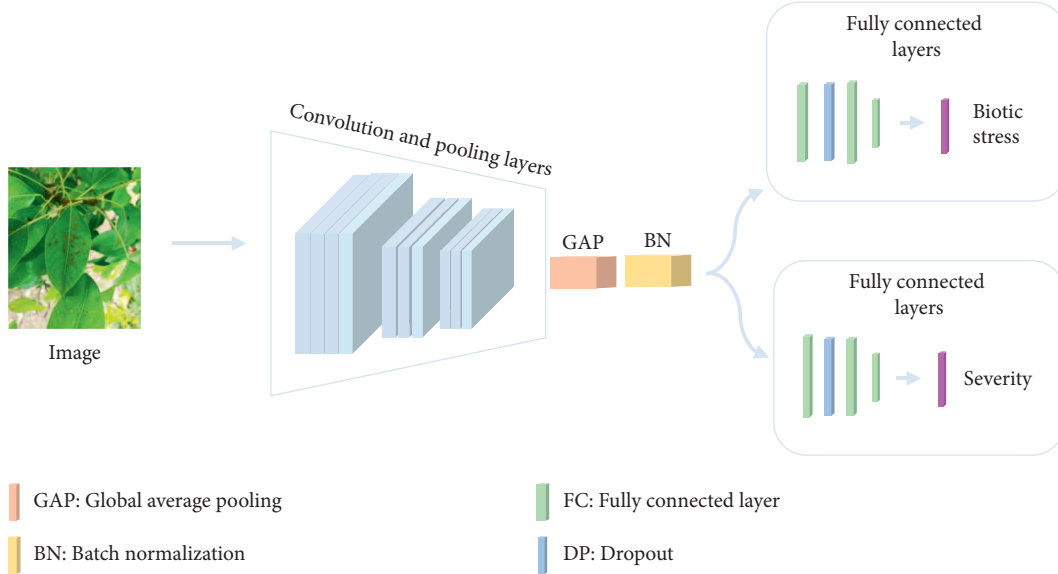 Image
Convolution and pooling layers
GAP
BN
Fully connected
layers
Biotic
stress
Fully connected
layers
Severity
GAP: Global average pooling
BN: Batch normalization
FC: Fully connected layer
DP: Dropout